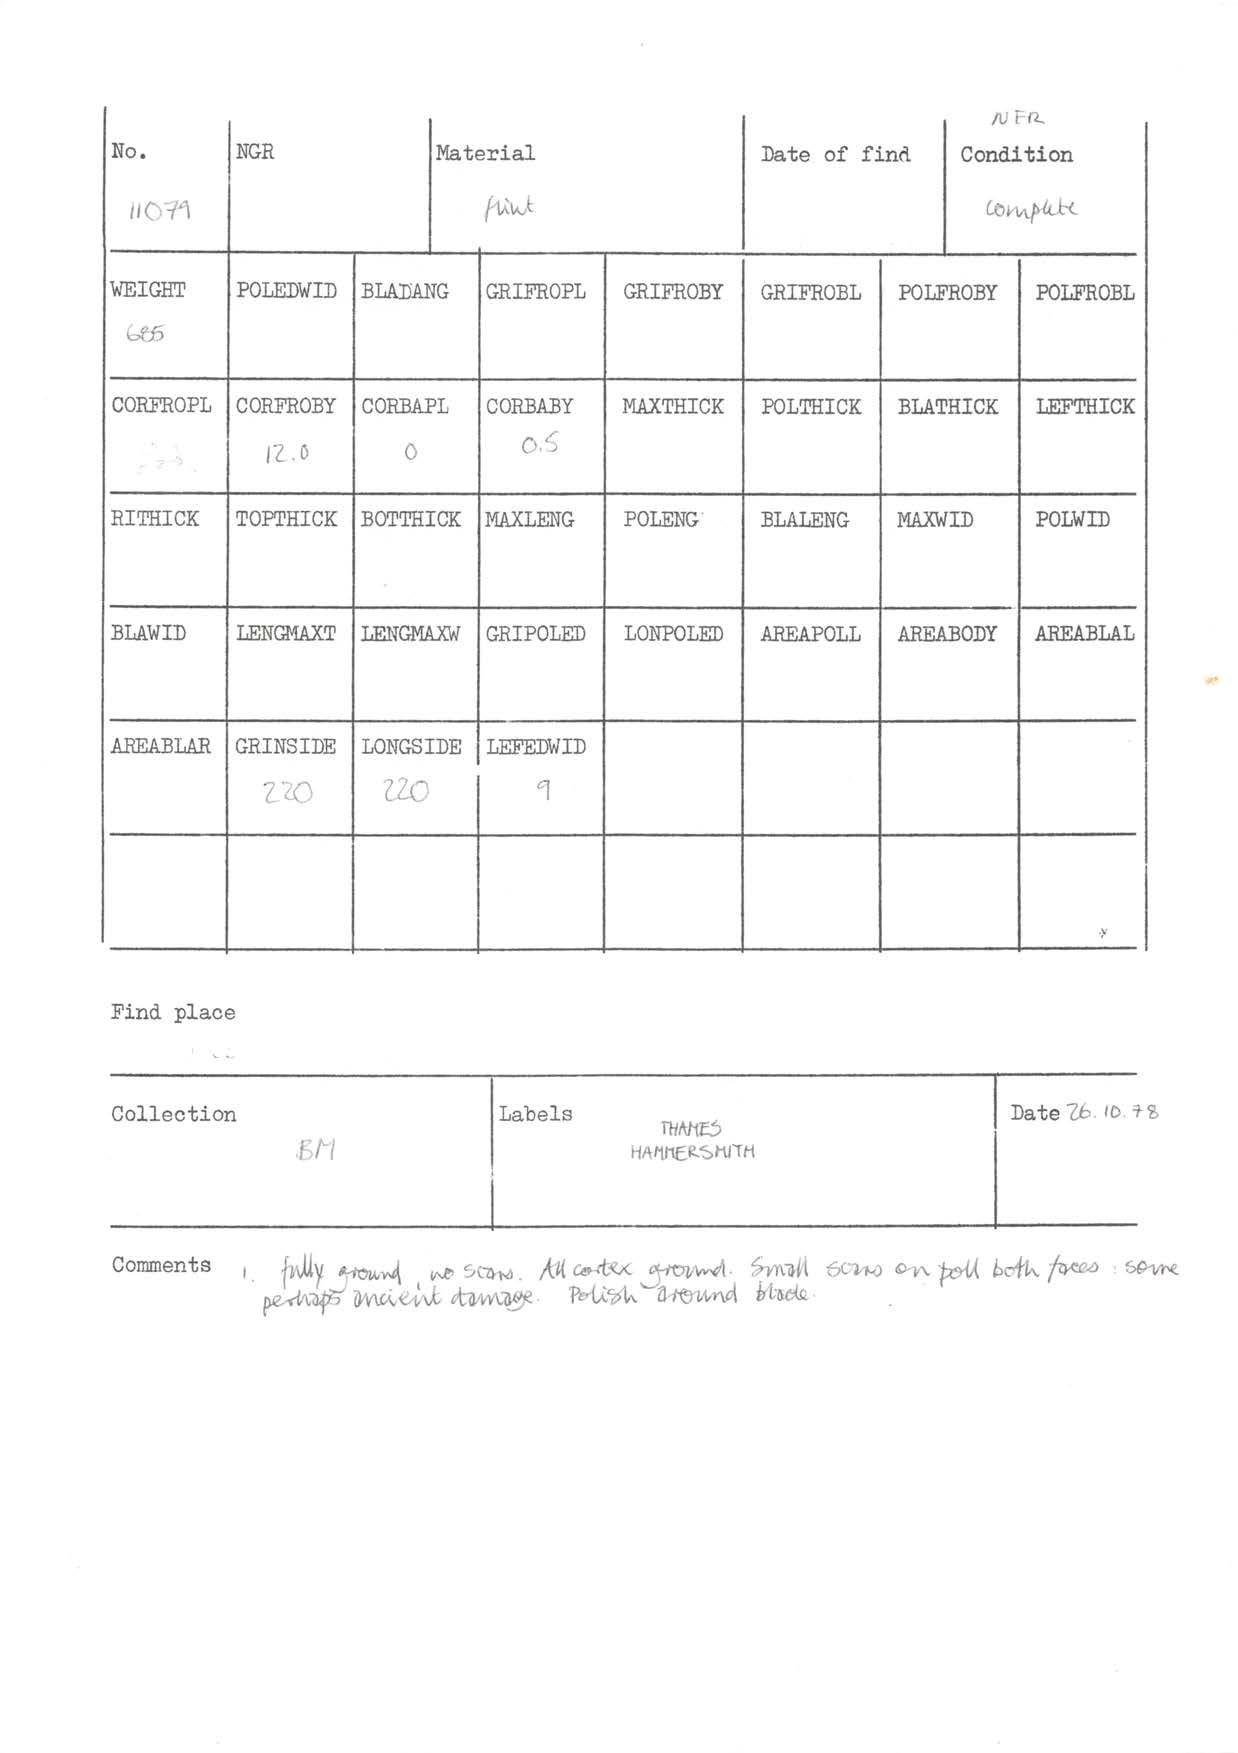 NFR
No. NGR Material Date of find Condition
11079 flint complete
WEIGHT POLEDWID BLADANG GRIFROPL GRIFROBY GRIFROBL POLFROBY POLFROBL
685
CORFROPL CORFROBY CORBAPL CORBABY MAXTHICK POLTHICK BLATHICK LEFTHICK
12.0 0 0.5
RITHICK TOPTHICK BOTTHICK MAXLENG POLENG BLALENG MAXWID POLWID
BLAWID LENGMAXT LENGMAXW GRIPOLED LONPOLED AREAPOLL AREABODY AREABLAL
AREABLAR GRINSIDE LONGSIDE LEFEDWID
220 220 9
Find place
Collection Labels Date 26.10.78
BM THAMES
HAMMERSMITH
Comments 1. fully ground, no scars. All cortex ground. Small scars on poll both faces : some
perhaps ancient damage. Polish around blade.